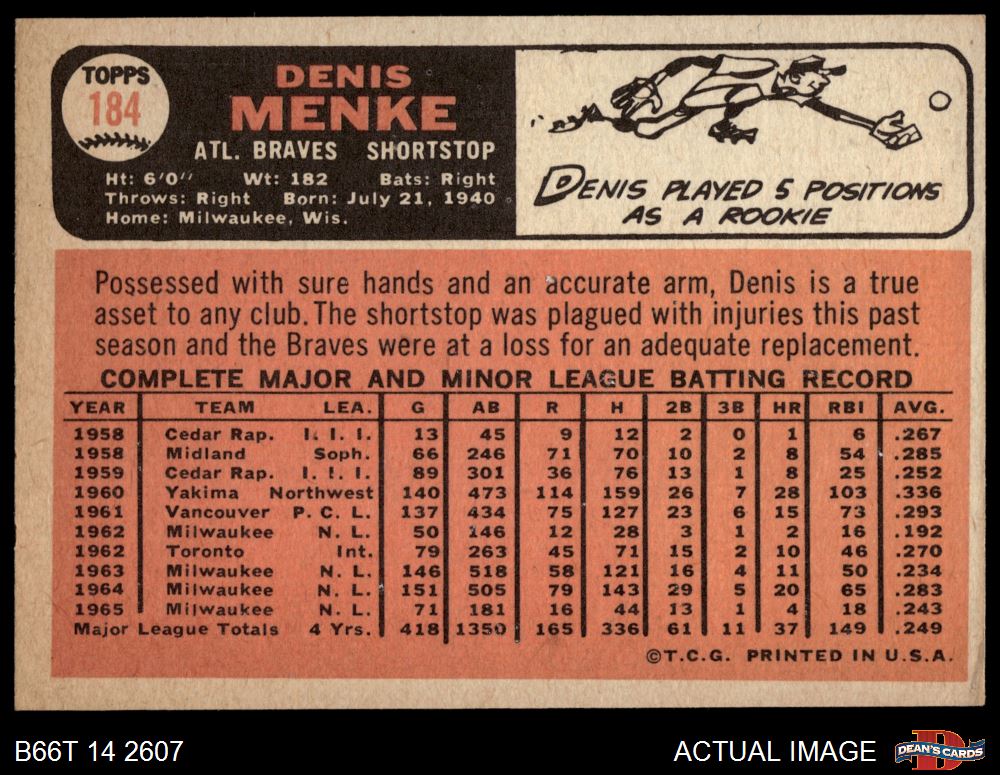 TOPPS
184
DENIS
MENKE
ATL. BRAVES SHORTSTOP
Ht: 6'0" Wt: 182 Bats: Right
Throws: Right Born: July 21, 1940
Home: Milwaukee, Wis.
DENIS PLAYED 5 POSITIONS
AS A ROOKIE
Possessed with sure hands and an accurate arm, Denis is a true
asset to any club. The shortstop was plagued with injuries this past
season and the Braves were at a loss for an adequate replacement.
COMPLETE MAJOR AND MINOR LEAGUE BATTING RECORD
YEAR TEAM LEA. G AB R H 2B 3B HR RBI AVG.
1958 Cedar Rap. I. I. I. 13 45 9 12 2 0 1 6 .267
1958 Midland Soph. 66 246 71 70 10 2 8 54 .285
1959 Cedar Rap. I. I. I. 89 301 36 76 13 1 8 25 .252
1960 Yakima Northwest 140 473 114 159 26 7 28 103 .336
1961 Vancouver P. C. L. 137 434 75 127 23 6 15 73 .293
1962 Milwaukee N. L. 50 146 12 28 3 1 2 16 .192
1962 Toronto Int. 79 263 45 71 15 2 10 46 .270
1963 Milwaukee N. L. 146 518 58 121 16 4 11 50 .234
1964 Milwaukee N. L. 151 505 79 143 29 5 20 65 .283
1965 Milwaukee N. L. 71 181 16 44 13 1 4 18 .243
Major League Totals 4 Yrs. 418 1350 165 336 61 11 37 149 .249
©T.C.G. PRINTED IN U.S.A.
B66T 14 2607
ACTUAL IMAGE
DEAN'S CARDS